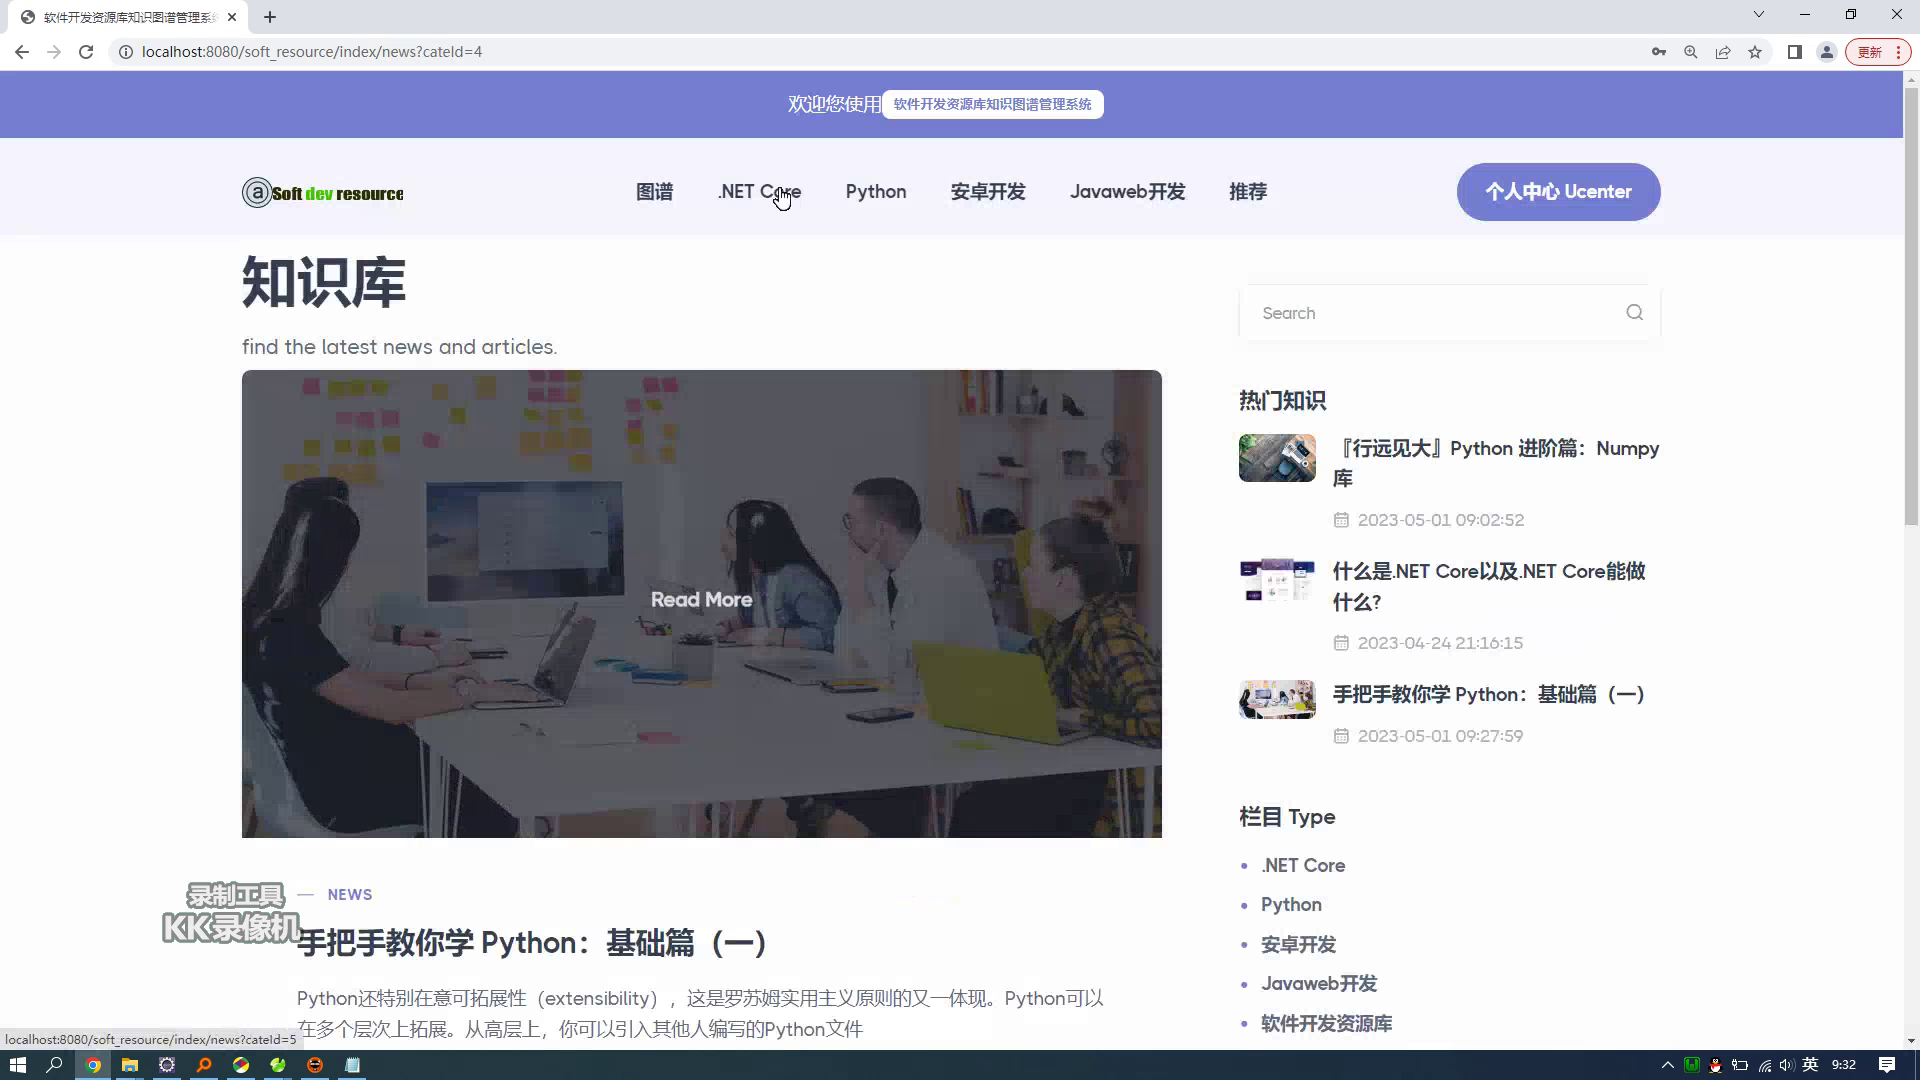 软件开发资源库知识图谱管理系统
localhost:8080/soft_resource/index/news?cateId=4
更新
欢迎您使用 软件开发资源库知识图谱管理系统
Soft dev resource
图谱 .NET Core Python 安卓开发 Javaweb开发 推荐
个人中心 Ucenter
知识库
find the latest news and articles.
Read More
NEWS
手把手教你学 Python：基础篇（一）
Python还特别在意可拓展性（extensibility），这是罗苏姆实用主义原则的又一体现。Python可以
在多个层次上拓展。从高层上，你可以引入其他人编写的Python文件
Search
热门知识
『行远见大』Python 进阶篇：Numpy
库
2023-05-01 09:02:52
什么是.NET Core以及.NET Core能做
什么?
2023-04-24 21:16:15
手把手教你学 Python：基础篇（一）
2023-05-01 09:27:59
栏目 Type
.NET Core
Python
安卓开发
Javaweb开发
软件开发资源库
录制工具
KK录像机
localhost:8080/soft_resource/index/news?cateId=5
英
9:32